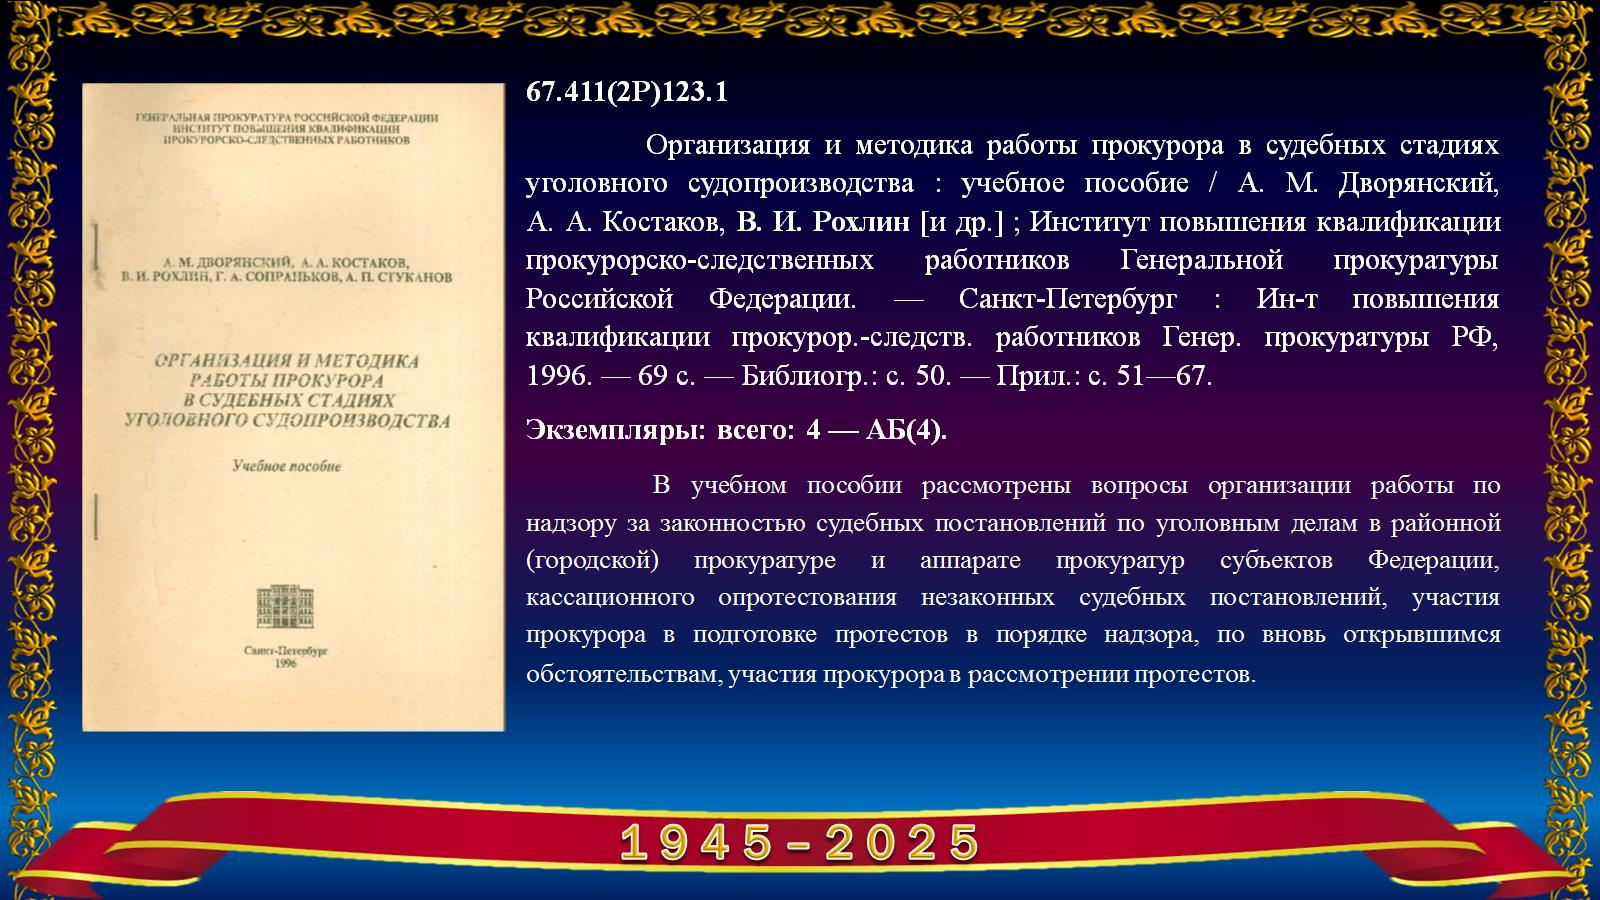 ГЕНЕРАЛЬНАЯ ПРОКУРАТУРА РОССИЙСКОЙ ФЕДЕРАЦИИ
ИНСТИТУТ ПОВЫШЕНИЯ КВАЛИФИКАЦИИ
ПРОКУРОРСКО-СЛЕДСТВЕННЫХ РАБОТНИКОВ
А. М. ДВОРЯНСКИЙ, А. А. КОСТАКОВ,
В. И. РОХЛИН, Г. А. СОПРАНЬКОВ, А. П. СТУКАНОВ
ОРГАНИЗАЦИЯ И МЕТОДИКА
РАБОТЫ ПРОКУРОРА
В СУДЕБНЫХ СТАДИЯХ
УГОЛОВНОГО СУДОПРОИЗВОДСТВА
Учебное пособие
Санкт-Петербург
1996
67.411(2Р)123.1
Организация и методика работы прокурора в судебных стадиях
уголовного судопроизводства : учебное пособие / А. М. Дворянский,
А. А. Костаков, В. И. Рохлин [и др.] ; Институт повышения квалификации
прокурорско-следственных работников Генеральной прокуратуры
Российской Федерации. — Санкт-Петербург : Ин-т повышения
квалификации прокурор.-следств. работников Генер. прокуратуры РФ,
1996. — 69 с. — Библиогр.: с. 50. — Прил.: с. 51—67.
Экземпляры: всего: 4 — АБ(4).
В учебном пособии рассмотрены вопросы организации работы по
надзору за законностью судебных постановлений по уголовным делам в районной
(городской) прокуратуре и аппарате прокуратур субъектов Федерации,
кассационного опротестования незаконных судебных постановлений, участия
прокурора в подготовке протестов в порядке надзора, по вновь открывшимся
обстоятельствам, участия прокурора в рассмотрении протестов.
1945–2025